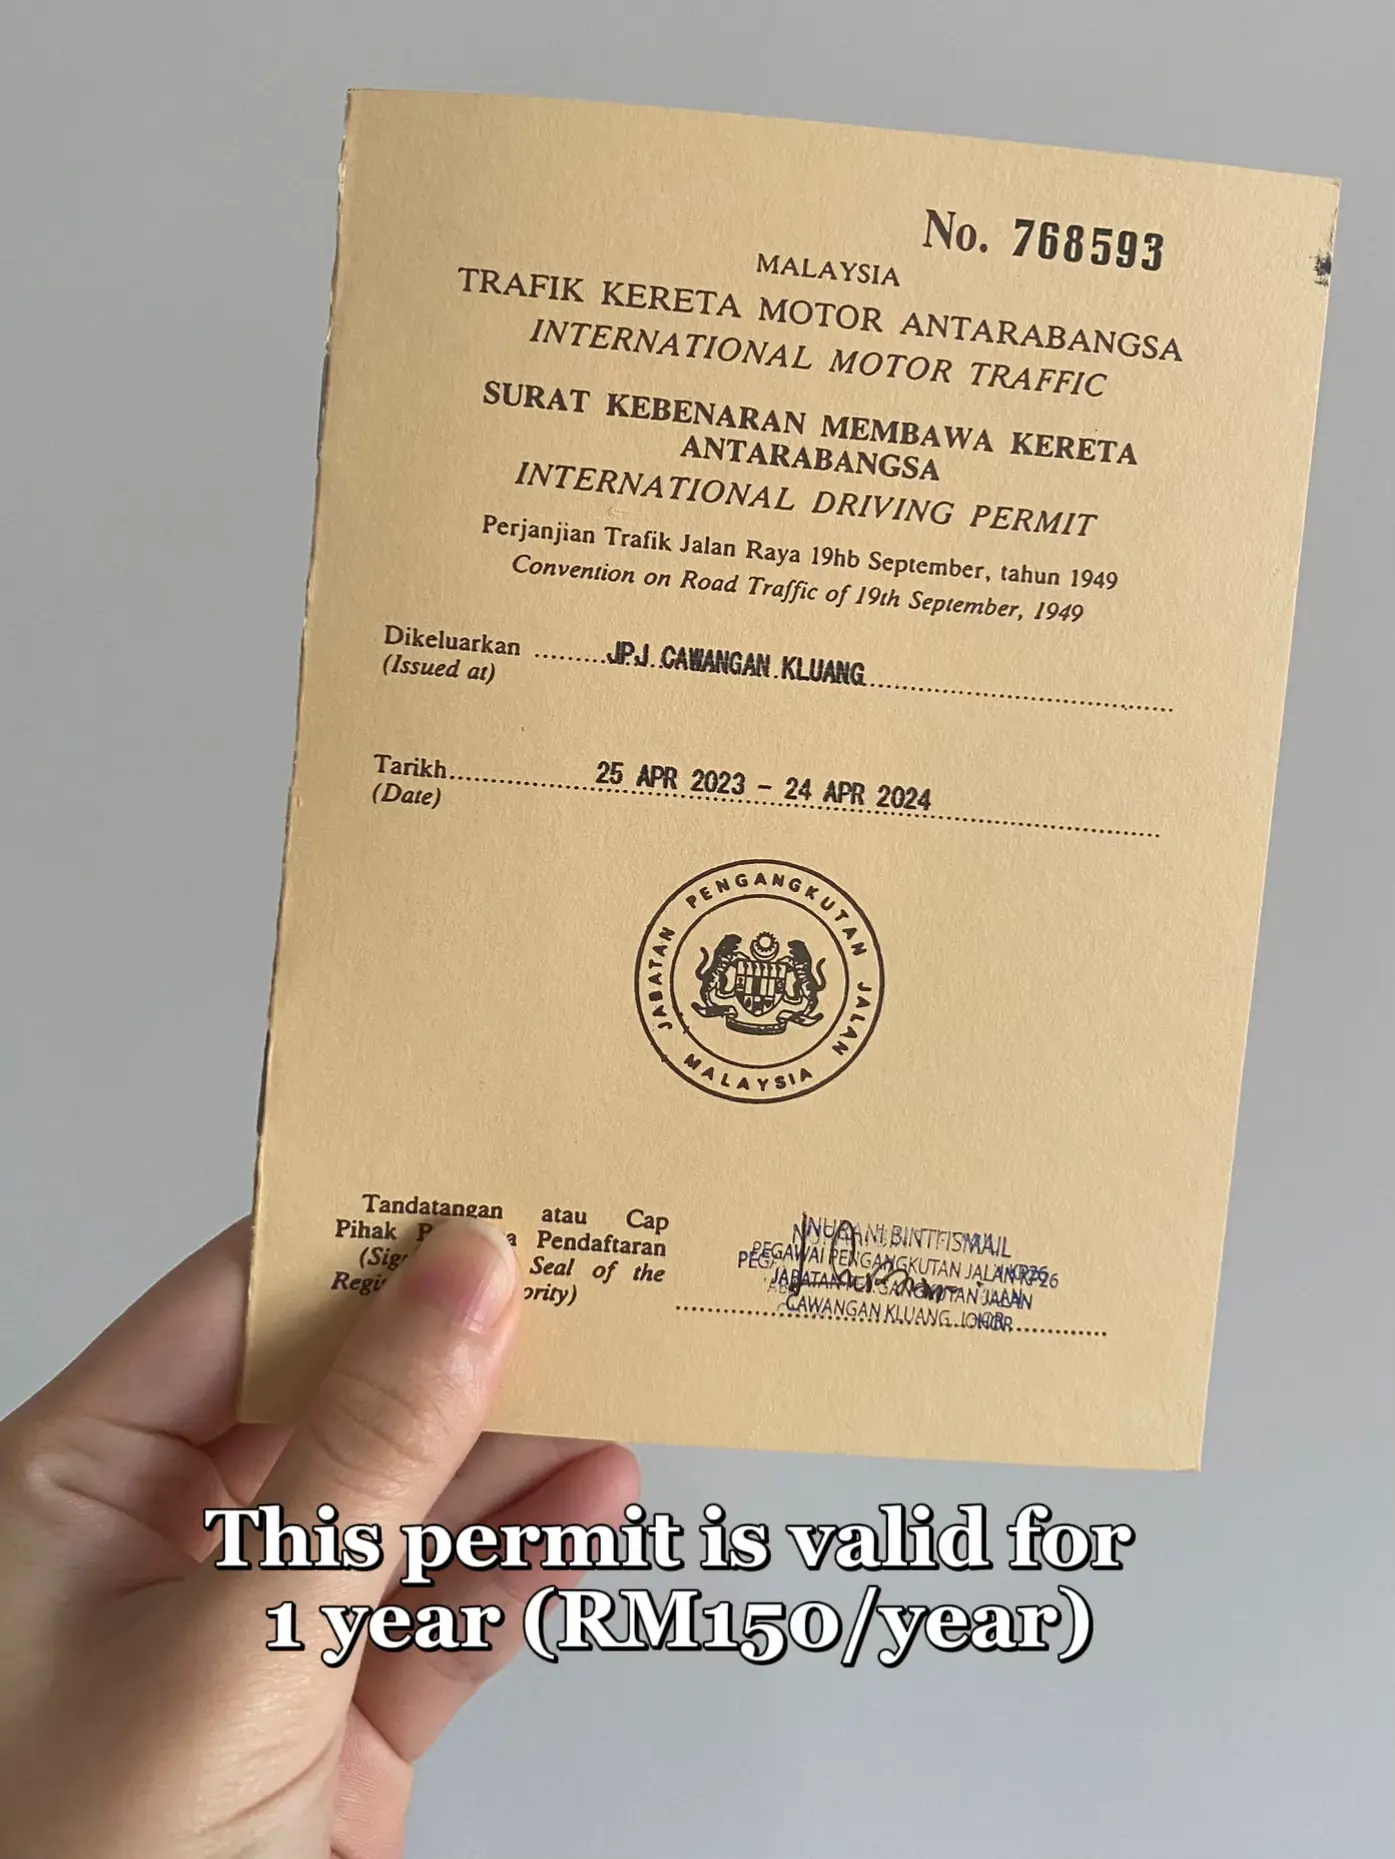 No. 768593
MALAYSIA
TRAFIK KERETA MOTOR ANTARABANGSA
INTERNATIONAL MOTOR TRAFFIC
SURAT KEBENARAN MEMBAWA KERETA
ANTARABANGSA
INTERNATIONAL DRIVING PERMIT
Perjanjian Trafik Jalan Raya 19hb September, tahun 1949
Convention on Road Traffic of 19th September, 1949
Dikeluarkan JPJ CAWANGAN KLUANG
(Issued at)
Tarikh 25 APR 2023 - 24 APR 2024
(Date)
JABATAN PENGANGKUTAN JALAN
MALAYSIA
Tandatangan atau Cap
Pihak Pendaftaran
Seal of the
PEGAWAI PENGANGKUTAN JALAN
JABATAN JALAN
CAWANGAN KLUANG
This permit is valid for
1 year (RM150/year)